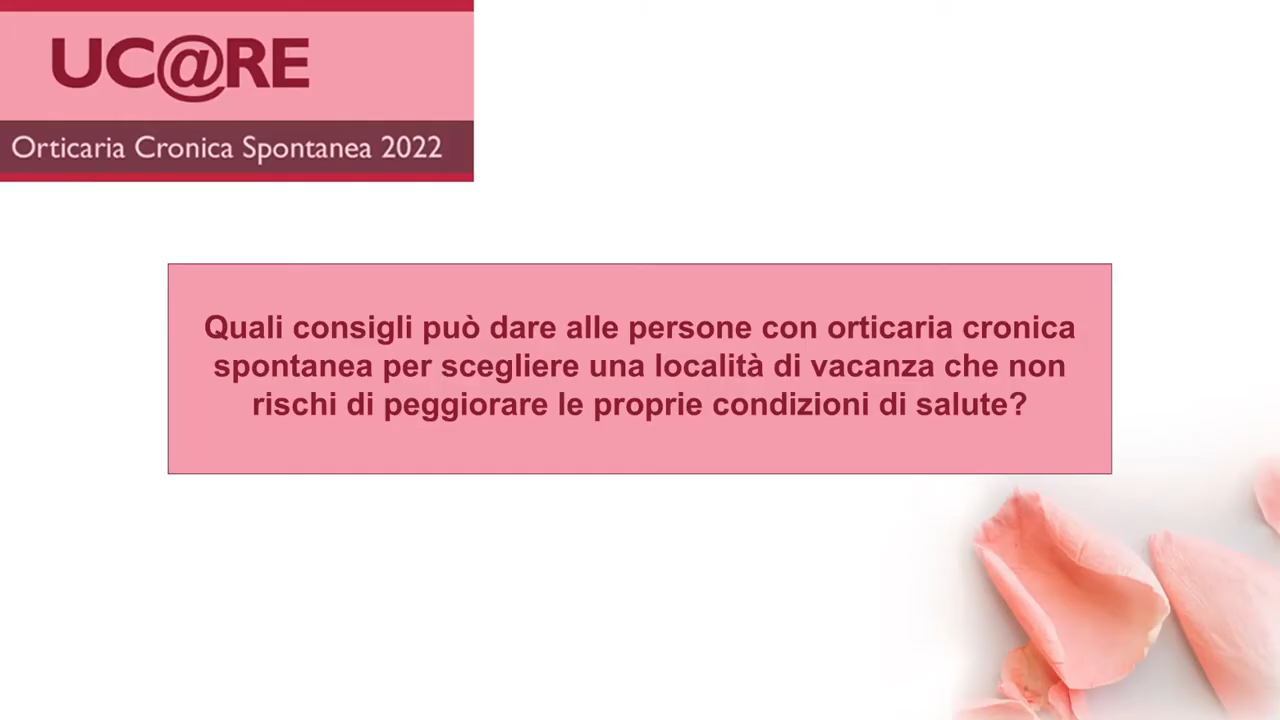 UC@RE
Orticaria Cronica Spontanea 2022
Quali consigli può dare alle persone con orticaria cronica
spontanea per scegliere una località di vacanza che non
rischi di peggiorare le proprie condizioni di salute?